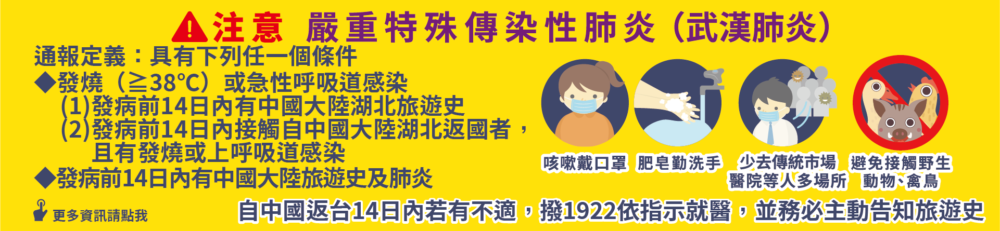 注意 嚴重特殊傳染性肺炎（武漢肺炎）
通報定義：具有下列任一個條件
◆發燒（≧38℃）或急性呼吸道感染
(1)發病前14日內有中國大陸湖北旅遊史
(2)發病前14日內接觸自中國大陸湖北返國者，
且有發燒或上呼吸道感染
◆發病前14日內有中國大陸旅遊史及肺炎
咳嗽戴口罩
肥皂勤洗手
少去傳統市場
醫院等人多場所
避免接觸野生
動物、禽鳥
更多資訊請點我
自中國返台14日內若有不適，撥1922依指示就醫，並務必主動告知旅遊史